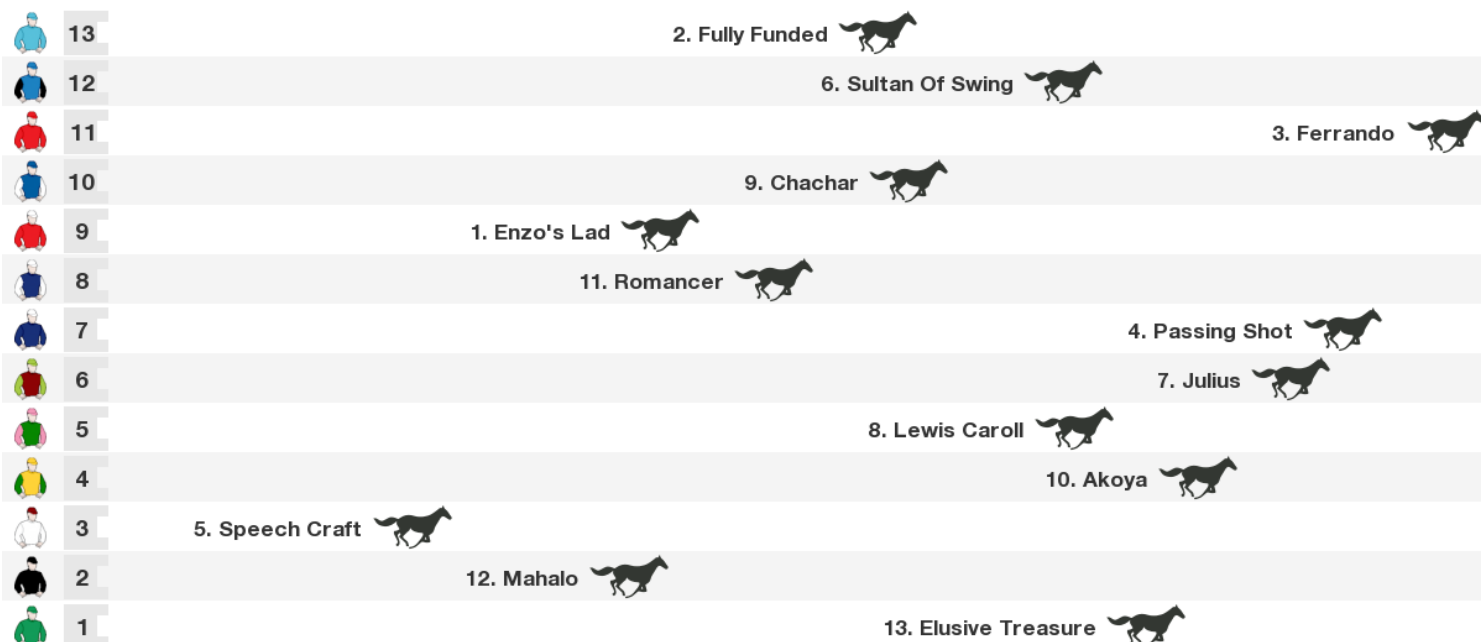 13 2. Fully Funded
12 6. Sultan Of Swing
11 3. Ferrando
10 9. Chachar
9 1. Enzo's Lad
8 11. Romancer
7 4. Passing Shot
6 7. Julius
5 8. Lewis Caroll
4 10. Akoya
3 5. Speech Craft
2 12. Mahalo
1 13. Elusive Treasure